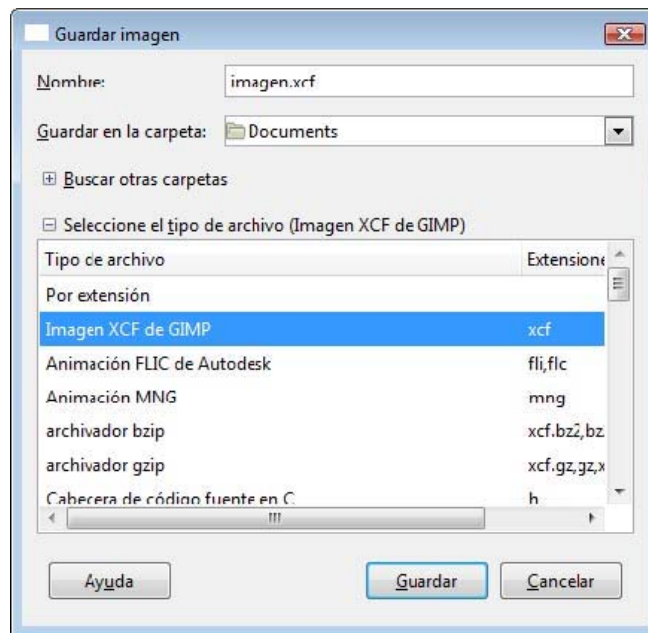 Guardar imagen
Nombre: imagen.xcf
Guardar en la carpeta: Documents
Buscar otras carpetas
Seleccione el tipo de archivo (Imagen XCF de GIMP)
Tipo de archivo Extensione
Por extensión
Imagen XCF de GIMP xcf
Animación FLIC de Autodesk fli,flc
Animación MNG mng
archivador bzip xcf.bz2,bz
archivador gzip xcf.gz,gz,x
Cabecera de código fuente en C h
Ayuda Guardar Cancelar